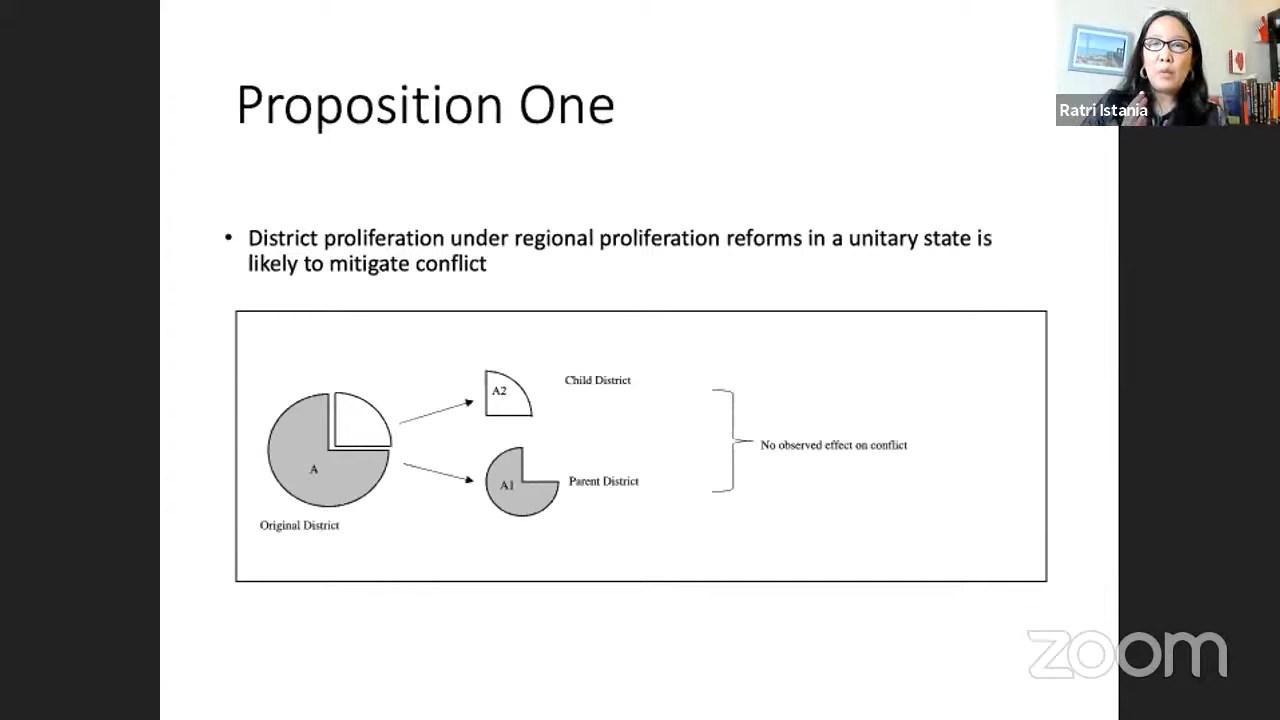 Proposition One
Ratri Istania
• District proliferation under regional proliferation reforms in a unitary state is
likely to mitigate conflict
A2
Child District
A
No observed effect on conflict
A1
Parent District
Original District
zoom